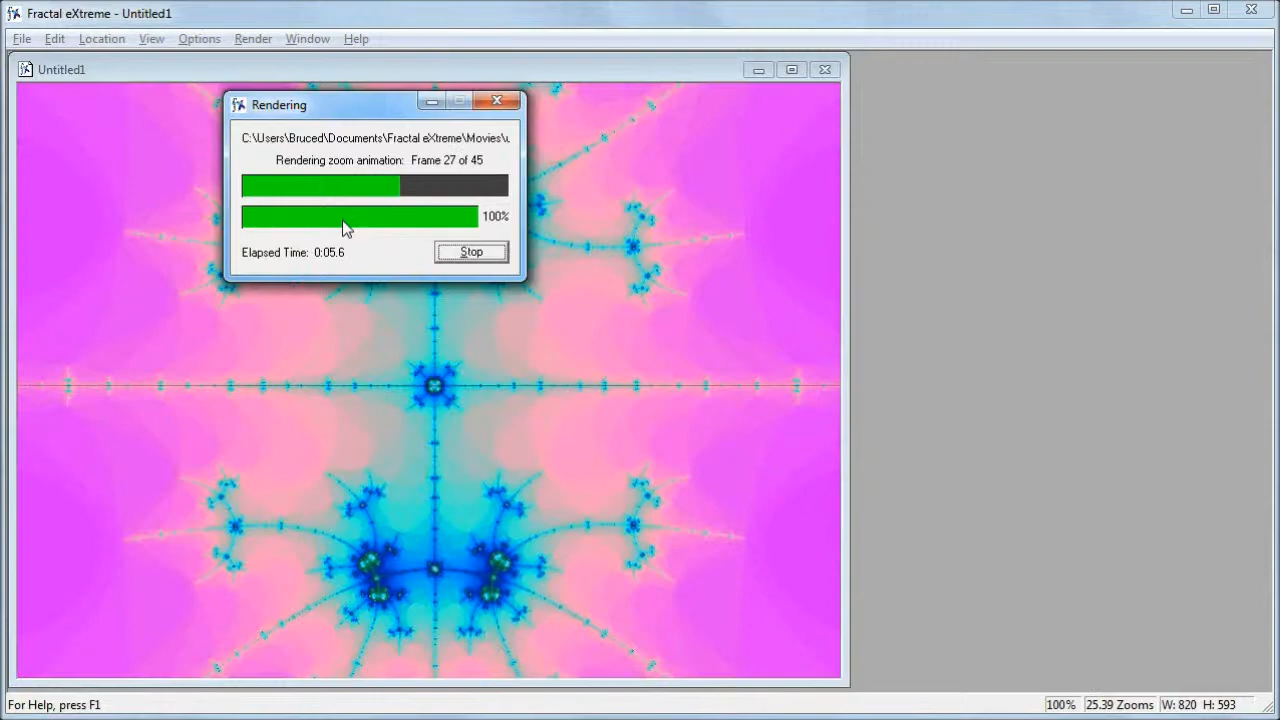 Fractal eXtreme - Untitled1
File Edit Location View Options Render Window Help
Untitled1
Rendering
C:\Users\Bruced\Documents\Fractal eXtreme\Movies\
Rendering zoom animation: Frame 27 of 45
100%
Elapsed Time: 0:05.6
Stop
For Help, press F1
100% 25.39 Zooms W: 820 H: 593